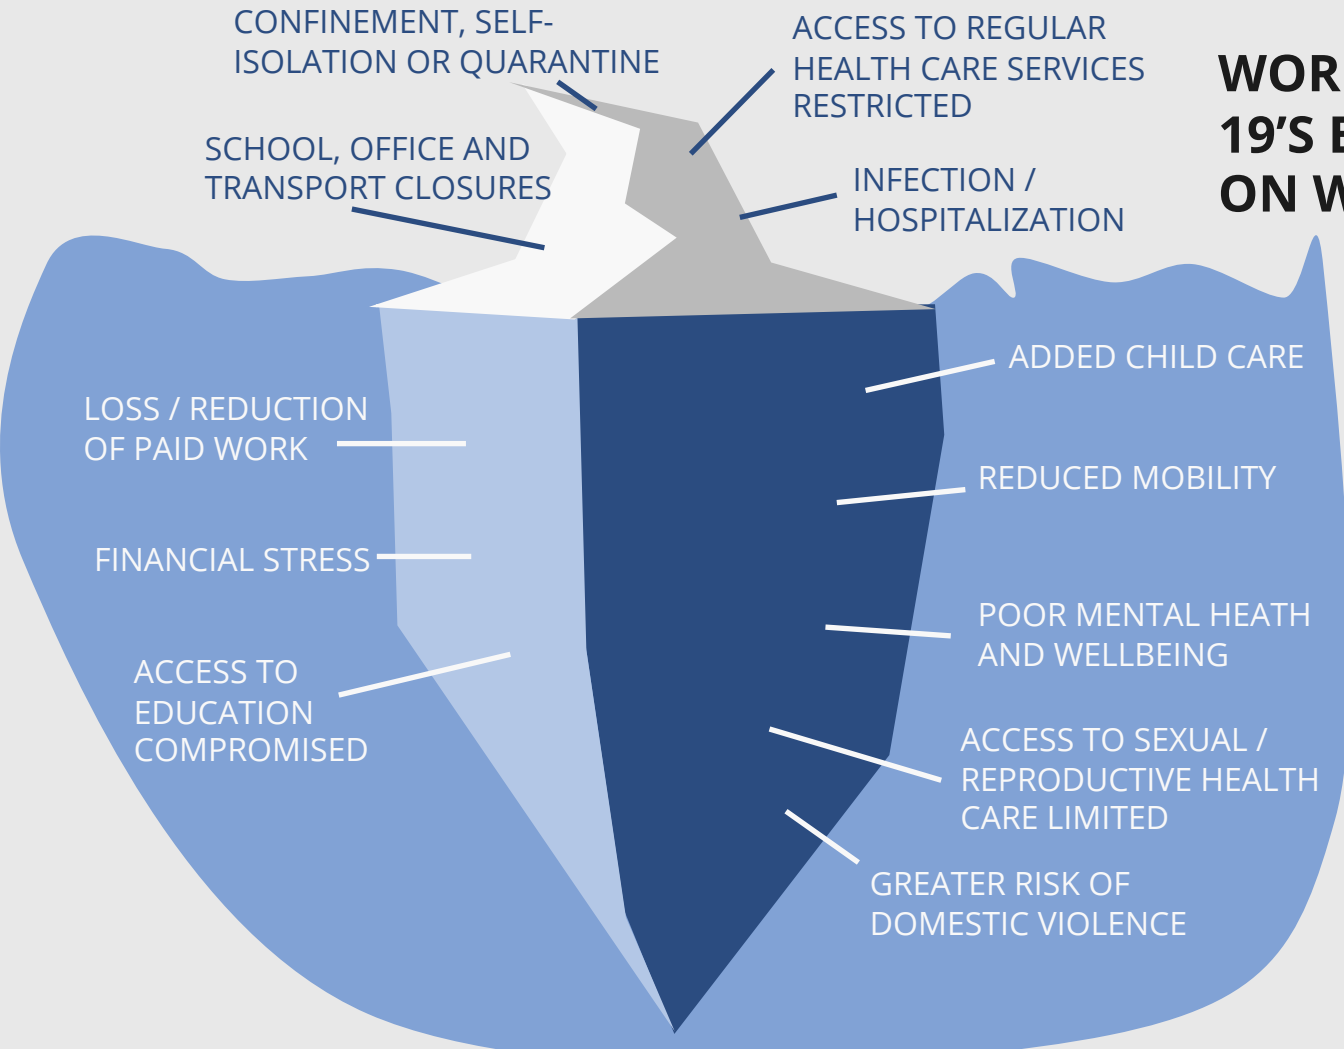 CONFINEMENT, SELF-
ISOLATION OR QUARANTINE
ACCESS TO REGULAR
HEALTH CARE SERVICES
RESTRICTED
WOR
19’S E
ON W
SCHOOL, OFFICE AND
TRANSPORT CLOSURES
INFECTION /
HOSPITALIZATION
ADDED CHILD CARE
LOSS / REDUCTION
OF PAID WORK
REDUCED MOBILITY
FINANCIAL STRESS
POOR MENTAL HEATH
AND WELLBEING
ACCESS TO
EDUCATION
COMPROMISED
ACCESS TO SEXUAL /
REPRODUCTIVE HEALTH
CARE LIMITED
GREATER RISK OF
DOMESTIC VIOLENCE